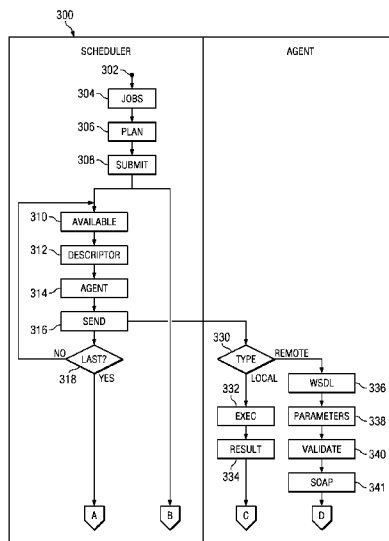 300
SCHEDULER
AGENT
302
304 JOBS
306 PLAN
308 SUBMIT
310 AVAILABLE
312 DESCRIPTOR
314 AGENT
316 SEND
NO LAST? YES
318
330 TYPE REMOTE
LOCAL
332
EXEC
RESULT
334
WSDL 336
PARAMETERS 338
VALIDATE 340
SOAP 341
A
B
C
D